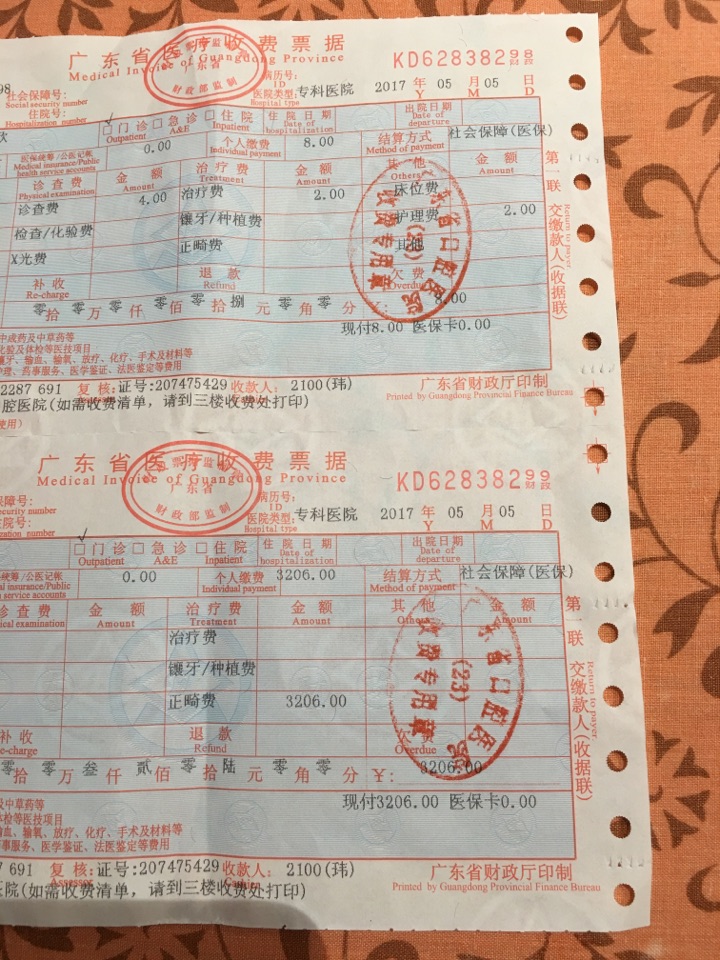 广东省医疗收费票据
Medical Invoice of Guangdong Province
KD62838298
财政
98
社会保障号:
Social security number
病历号:
ID
医院类型:专科医院
Hospital type
2017 年 05 月 05 日
Y M D
住院号:
Hospitalization number
√
□门诊 □急诊 □住院
Outpatient A&E Inpatient
住院日期
Date of hospitalization
出院日期
Date of departure
医保统筹/公医记帐
Medical insurance/Public health service accounts
0.00
个人缴费
Individual payment
8.00
结算方式
Method of payment
社会保障(医保)
诊查费 金额 治疗费 金额 其他 金额
Physical examination Amount Treatment Amount Others Amount
诊查费 4.00 治疗费 2.00 床位费
检查/化验费 镶牙/种植费 护理费 2.00
X光费 正畸费 其他
补收
Re-charge
退款
Refund
欠费
Overdue
零拾零万零仟零佰零拾捌元零角零分 8.00
现付8.00 医保卡0.00
中成药及中草药等
化验及体检等医技项目
镶牙、输血、输氧、放疗、化疗、手术及材料等
护理、药事服务、医学鉴证、法医鉴定等费用
2287 691 复核:证号:207475429 收款人: 2100(玮)
腔医院(如需收费清单,请到三楼收费处打印)
使用)
广东省财政厅印制
Printed by Guangdong Provincial Finance Bureau
第一联 交缴款人(收据联)
Return to payer
广东省
财政部监制
省口腔医院
(23)
收费专用章
广东省医疗收费票据
Medical Invoice of Guangdong Province
KD62838299
财政
保障号:
security number
病历号:
ID
医院类型:专科医院
Hospital type
2017 年 05 月 05 日
Y M D
院号:
zation number
√
□门诊 □急诊 □住院
Outpatient A&E Inpatient
住院日期
Date of hospitalization
出院日期
Date of departure
统筹/公医记帐
al insurance/Public
service accounts
0.00
个人缴费
Individual payment
3206.00
结算方式
Method of payment
社会保障(医保)
诊查费 金额 治疗费 金额 其他 金额
ical examination Amount Treatment Amount Others Amount
治疗费
镶牙/种植费
正畸费 3206.00
补收
e-charge
退款
Refund
欠费
Overdue
零拾零万叁仟贰佰零拾陆元零角零分 ¥: 3206.00
现付3206.00 医保卡0.00
及中草药等
体检等医技项目
输血、输氧、放疗、化疗、手术及材料等
事服务、医学鉴证、法医鉴定等费用
7 691 复核:证号:207475429 收款人: 2100(玮)
医院(如需收费清单,请到三楼收费处打印)
广东省财政厅印制
Printed by Guangdong Provincial Finance Bureau
第一联 交缴款人(收据联)
Return to payer
广东省
财政部监制
省口腔医院
(23)
收费专用章